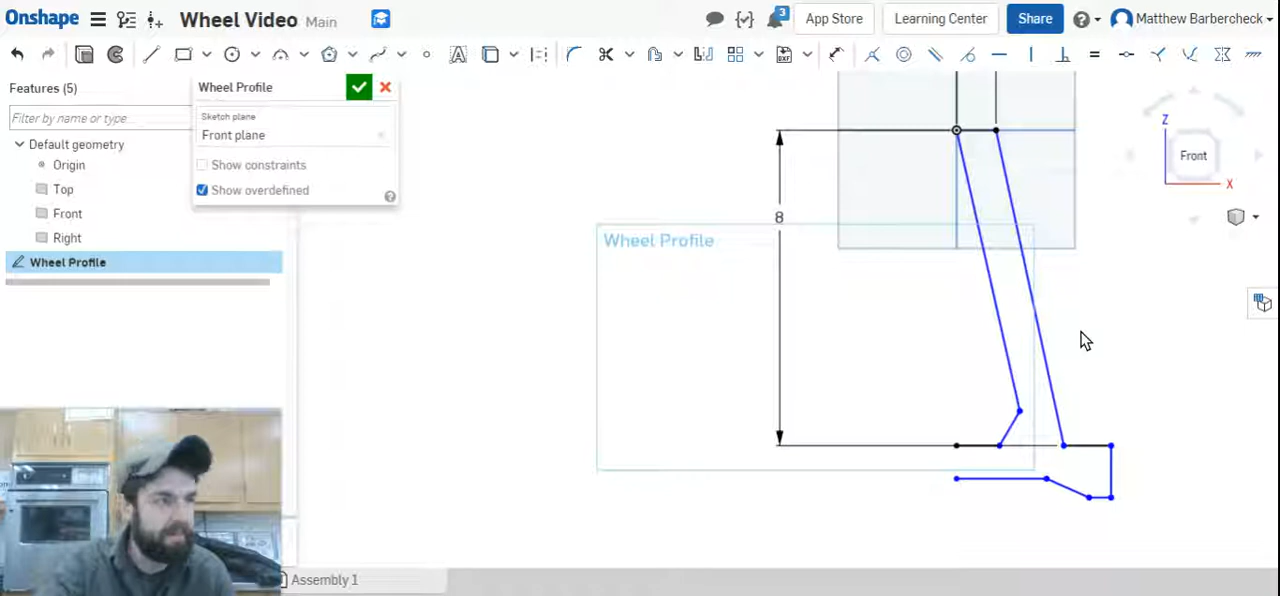 Onshape
Wheel Video Main
3
App Store
Learning Center
Share
Matthew Barbercheck
Features (5)
Filter by name or type...
Default geometry
Origin
Top
Front
Right
Wheel Profile
Wheel Profile
Sketch plane
Front plane
Show constraints
Show overdefined
8
Wheel Profile
Z
Front
X
Assembly 1